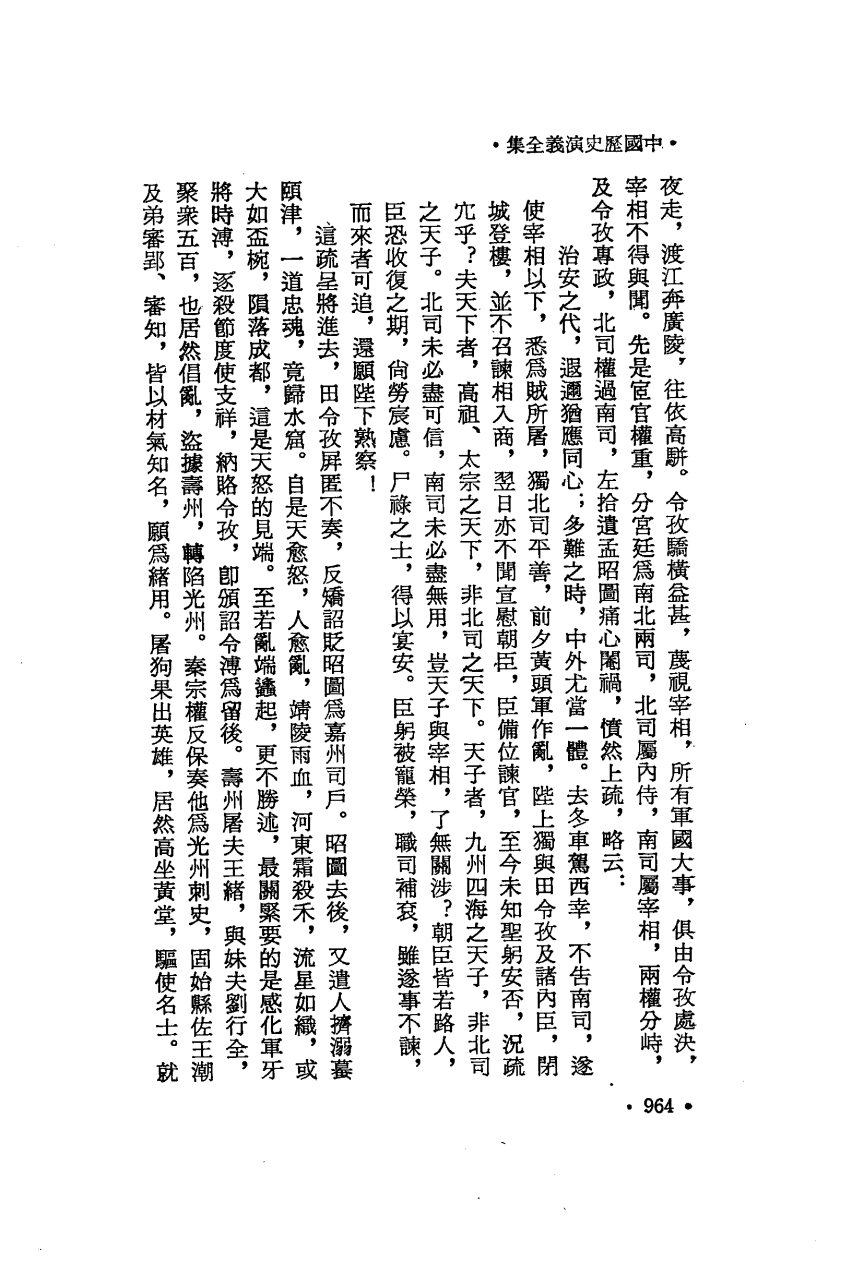 •中國歷史演義全集•
夜走，渡江奔廣陵，往依高駢。令孜驕橫益甚，蔑視宰相，所有軍國大事，俱由令孜處決，
宰相不得與聞。先是宦官權重，分宮廷爲南北兩司，北司屬內侍，南司屬宰相，兩權分峙，
及令孜專政，北司權過南司，左拾遺孟昭圖痛心閹禍，憤然上疏，略云：
治安之代，遐邇猶應同心；多難之時，中外尤當一體。去冬車駕西幸，不告南司，遂
使宰相以下，悉爲賊所屠，獨北司平善，前夕黃頭軍作亂，陛上獨與田令孜及諸內臣，閉
城登樓，並不召諫相入商，翌日亦不聞宣慰朝臣，臣備位諫官，至今未知聖躬安否，況疏
冗乎？夫天下者，高祖、太宗之天下，非北司之天下。天子者，九州四海之天子，非北司
之天子。北司未必盡可信，南司未必盡無用，豈天子與宰相，了無關涉？朝臣皆若路人，
臣恐收復之期，尙勞宸慮。尸祿之士，得以宴安。臣躬被寵榮，職司補袞，雖遂事不諫，
而來者可追，還願陛下熟察！
這疏呈將進去，田令孜屏匿不奏，反矯詔貶昭圖爲嘉州司戶。昭圖去後，又遣人擠溺蟇
頤津，一道忠魂，竟歸水窟。自是天愈怒，人愈亂，靖陵雨血，河東霜殺禾，流星如織，或
大如盃椀，隕落成都，這是天怒的見端。至若亂端蠭起，更不勝述，最關緊要的是感化軍牙
將時溥，逐殺節度使支祥，納賂令孜，卽頒詔令溥爲留後。壽州屠夫王緒，與妹夫劉行全，
聚衆五百，也居然倡亂，盜據壽州，轉陷光州。秦宗權反保奏他爲光州刺史，固始縣佐王潮
及弟審郢、審知，皆以材氣知名，願爲緒用。屠狗果出英雄，居然高坐黃堂，驅使名士。就
•964•